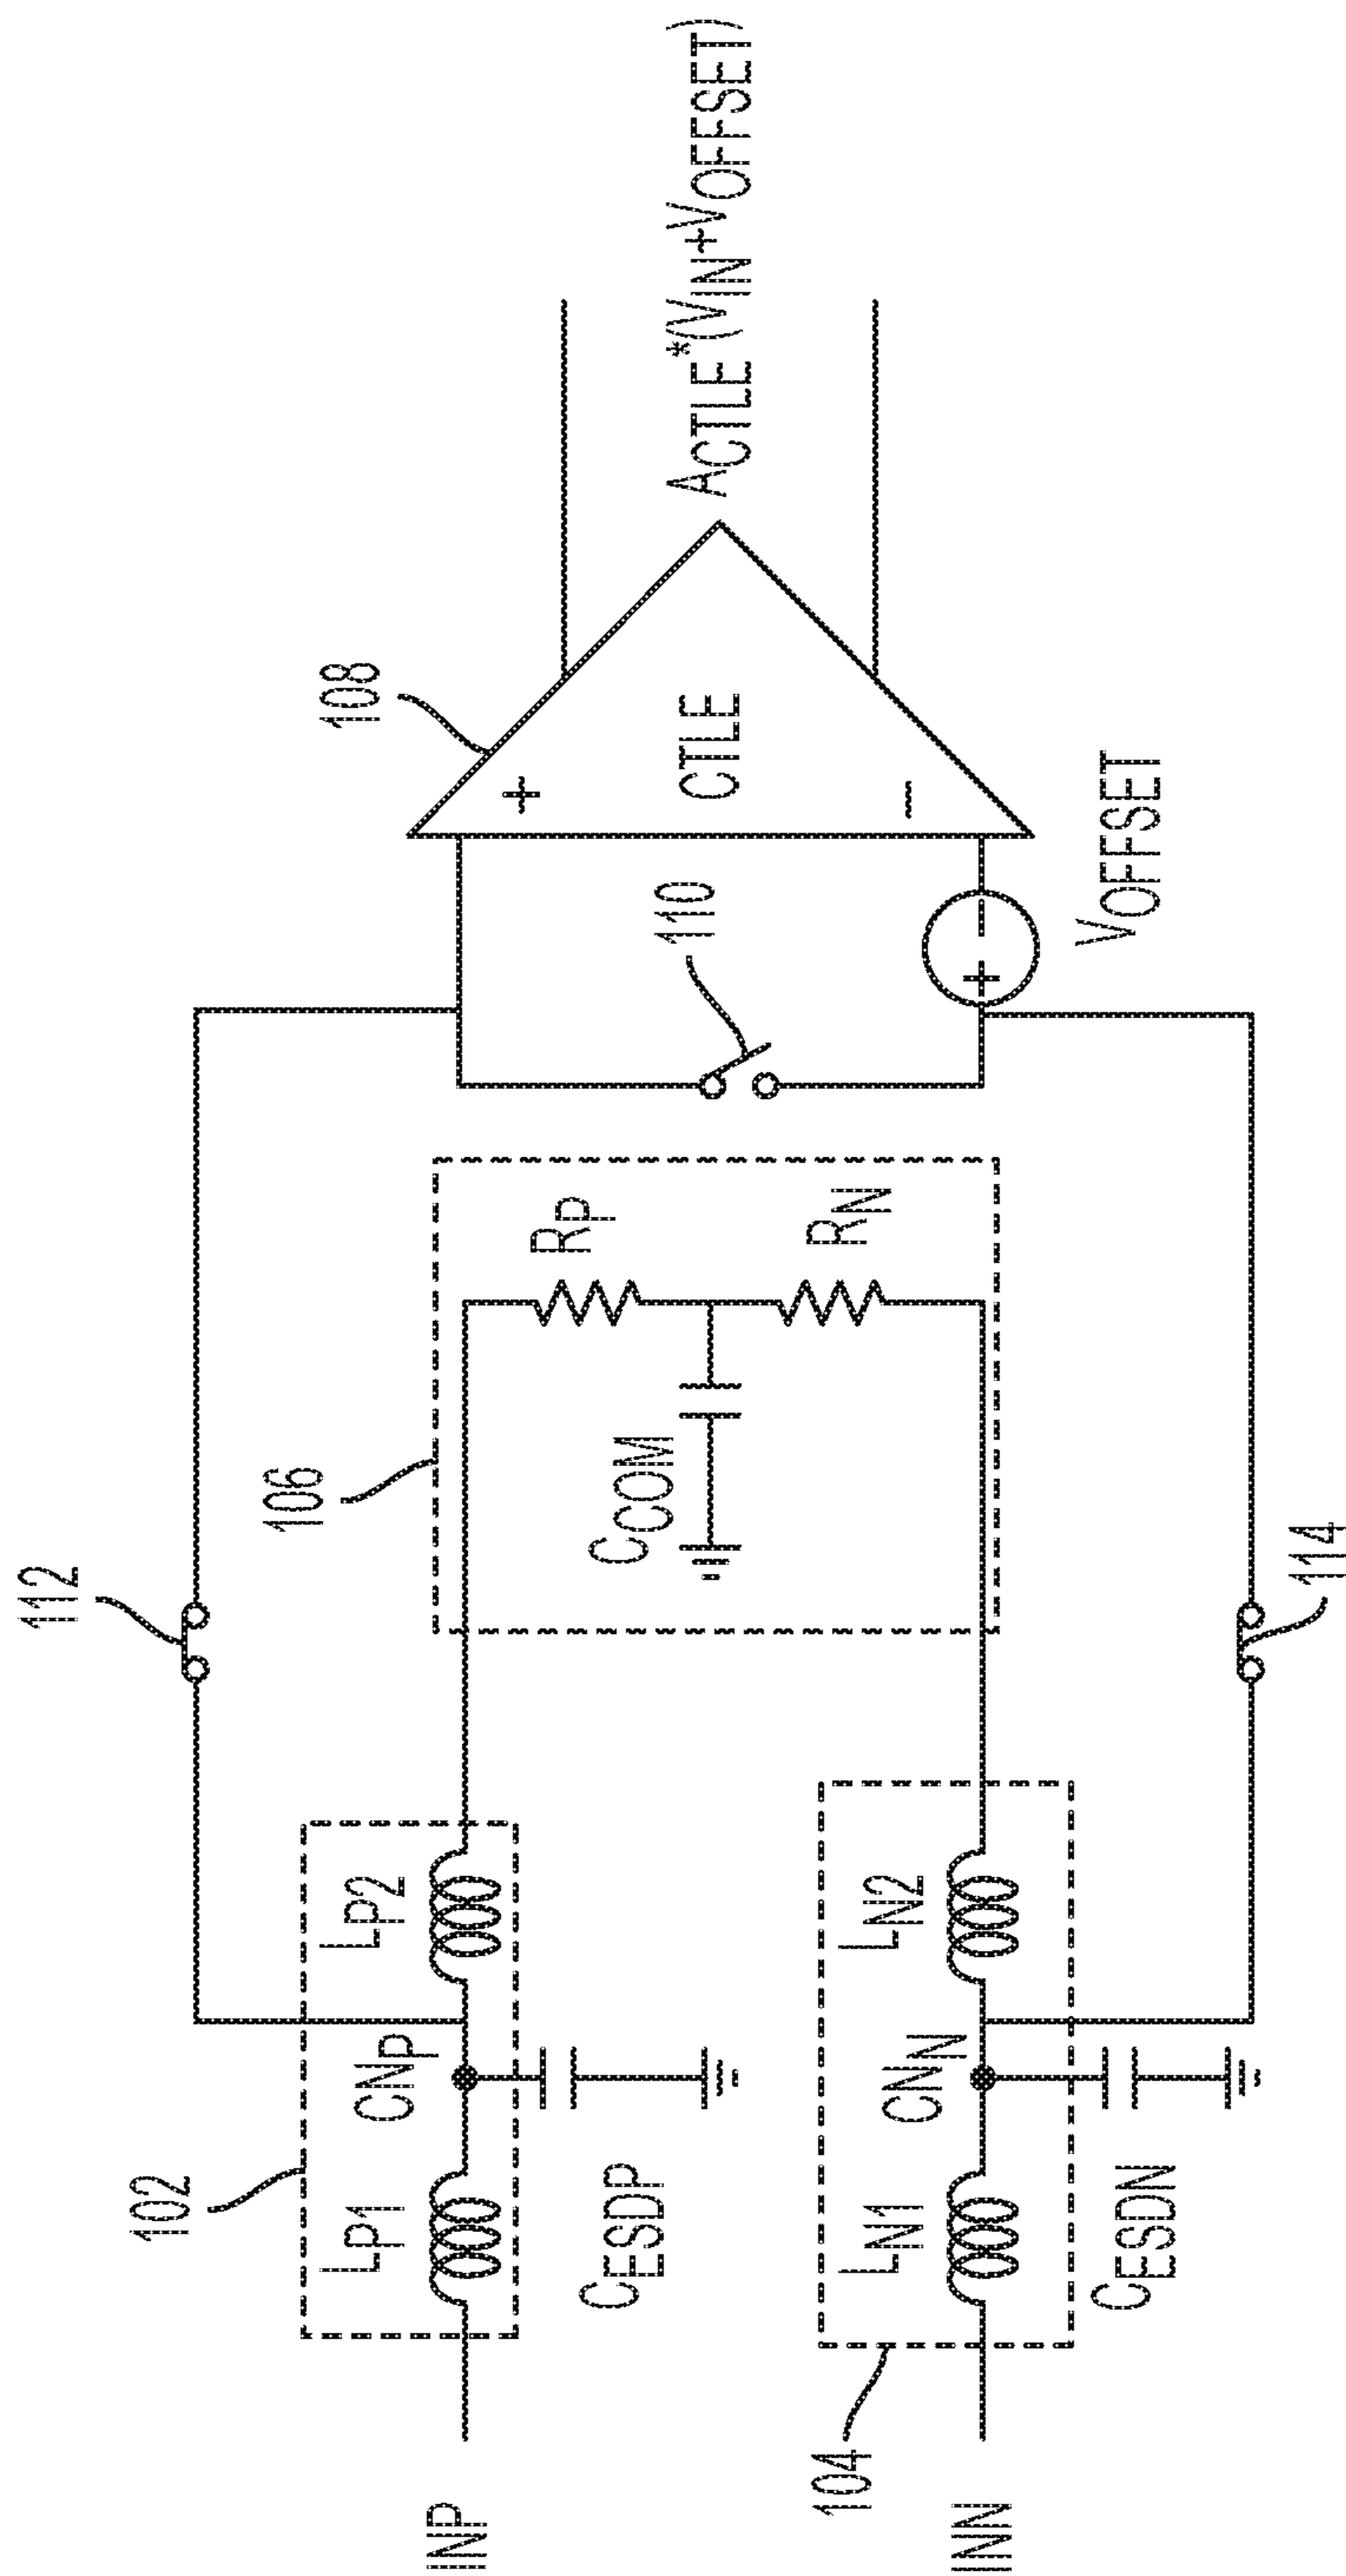 112
102
LP1
CNP
LP2
CESDP
INP
106
RP
CCOM
RN
108
+
CTLE
−
110
ACTLE*(VIN+VOFFSET)
+
−
VOFFSET
104
LN1
CNN
LN2
CESDN
INN
114